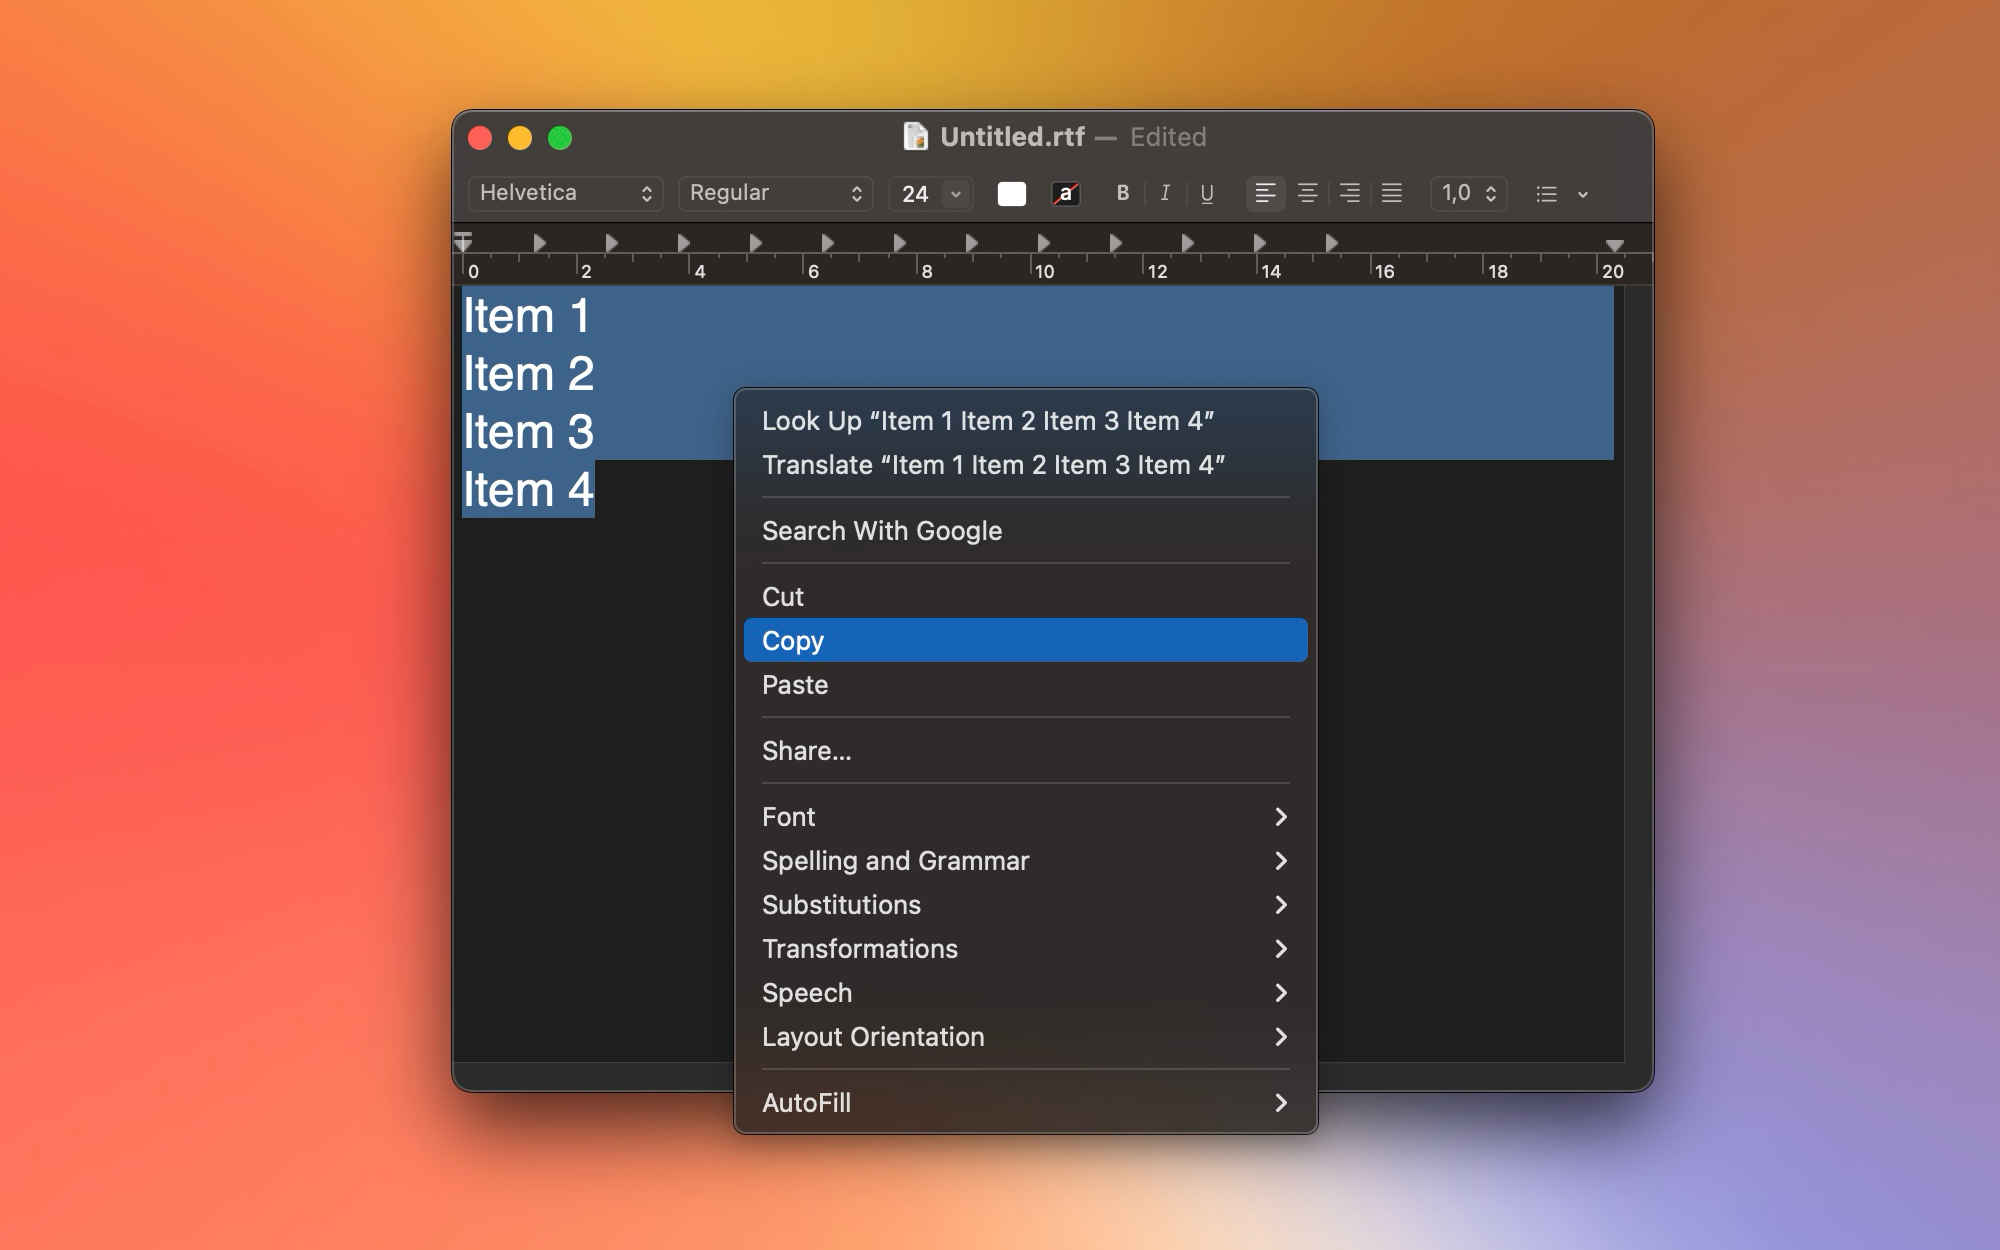 Untitled.rtf — Edited
Helvetica Regular 24 a B I U 1,0
0 2 4 6 8 10 12 14 16 18 20
Item 1
Item 2
Item 3
Item 4
Look Up “Item 1 Item 2 Item 3 Item 4”
Translate “Item 1 Item 2 Item 3 Item 4”
Search With Google
Cut
Copy
Paste
Share...
Font
Spelling and Grammar
Substitutions
Transformations
Speech
Layout Orientation
AutoFill